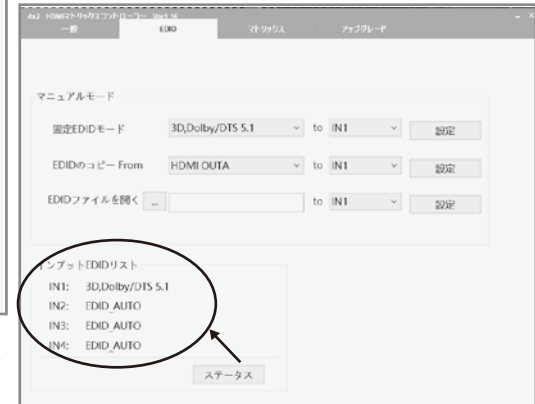 4x2 HDMIマトリックスコントローラー Ver1.16
一般 EDID マトリックス アップグレード
マニュアルモード
固定EDIDモード 3D,Dolby/DTS 5.1 to IN1 設定
EDIDのコピー From HDMI OUTA to IN1 設定
EDIDファイルを開く ... to IN1 設定
インプットEDIDリスト
IN1: 3D,Dolby/DTS 5.1
IN2: EDID_AUTO
IN3: EDID_AUTO
IN4: EDID_AUTO
ステータス